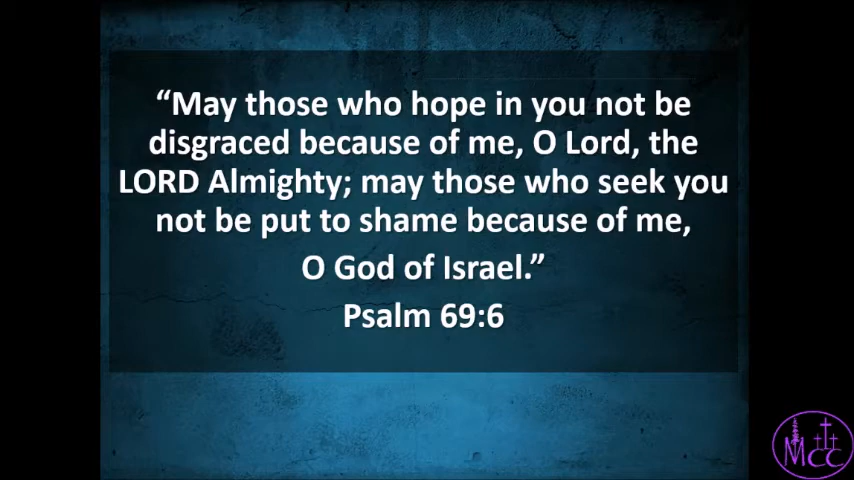 “May those who hope in you not be
disgraced because of me, O Lord, the
LORD Almighty; may those who seek you
not be put to shame because of me,
O God of Israel.”
Psalm 69:6
MCC